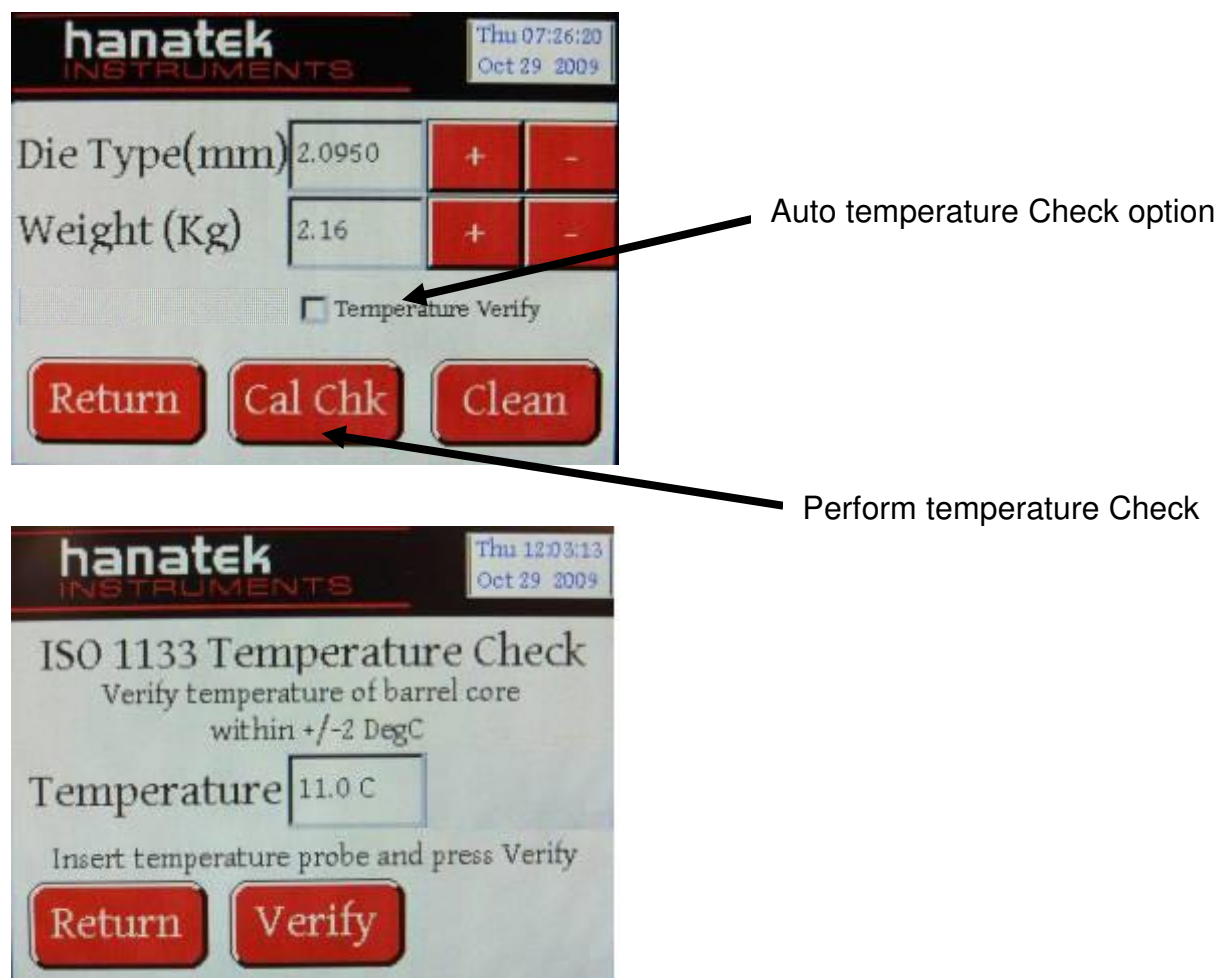 hanatek
INSTRUMENTS
Thu 07:26:20
Oct 29 2009
Die Type(mm) 2.0950 + -
Weight (Kg) 2.16 + -
Auto temperature Check option
Temperature Verify
Return Cal Chk Clean
Perform temperature Check
hanatek
INSTRUMENTS
Thu 12:03:13
Oct 29 2009
ISO 1133 Temperature Check
Verify temperature of barrel core
within +/-2 DegC
Temperature 11.0 C
Insert temperature probe and press Verify
Return Verify